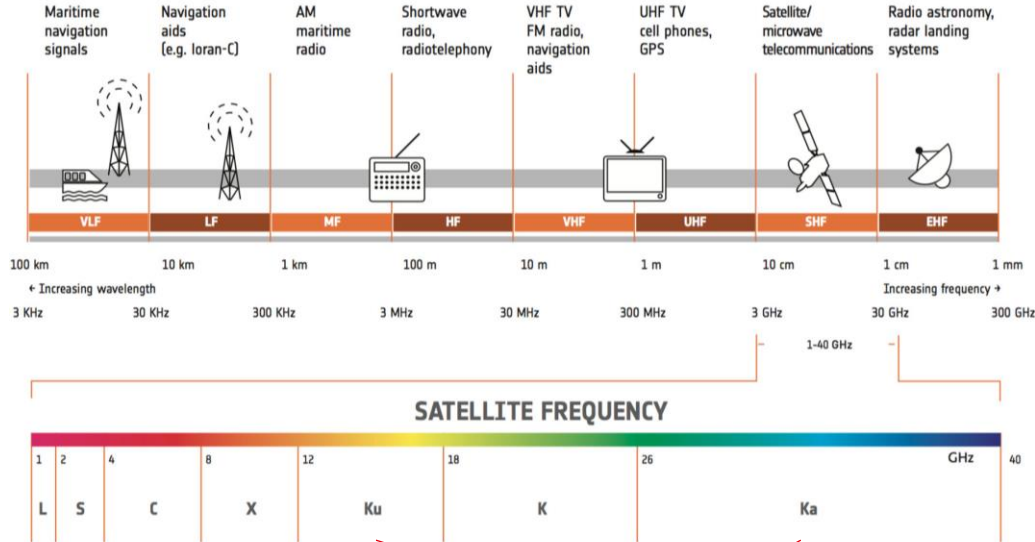 Maritime
navigation
signals
Navigation
aids
(e.g. loran-C)
AM
maritime
radio
Shortwave
radio,
radiotelephony
VHF TV
FM radio,
navigation
aids
UHF TV
cell phones,
GPS
Satellite/
microwave
telecommunications
Radio astronomy,
radar landing
systems
VLF LF MF HF VHF UHF SHF EHF
100 km 10 km 1 km 100 m 10 m 1 m 10 cm 1 cm 1 mm
← Increasing wavelength Increasing frequency →
3 KHz 30 KHz 300 KHz 3 MHz 30 MHz 300 MHz 3 GHz 30 GHz 300 GHz
1-40 GHz
SATELLITE FREQUENCY
1 2 4 8 12 18 26 GHz 40
L S C X Ku K Ka